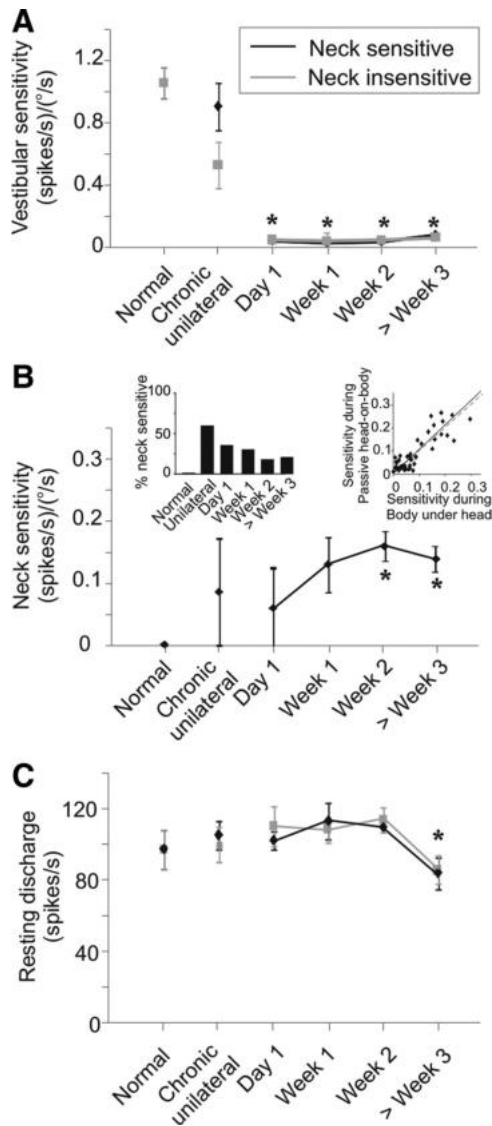 A
Vestibular sensitivity
(spikes/s)/(°/s)
1.2
0.8
0.4
0
Neck sensitive
Neck insensitive
*
*
*
*
Normal
Chronic
unilateral
Day 1
Week 1
Week 2
> Week 3
B
Neck sensitivity
(spikes/s)/(°/s)
0.3
0.2
0.1
0
% neck sensitive
100
50
0
Normal
Unilateral
Day 1
Week 1
Week 2
> Week 3
Sensitivity during
Passive head-on-body
0.3
0.2
0.1
0
0
0.1
0.2
0.3
Sensitivity during
Body under head
*
*
Normal
Chronic
unilateral
Day 1
Week 1
Week 2
> Week 3
C
Resting discharge
(spikes/s)
120
80
40
0
*
Normal
Chronic
unilateral
Day 1
Week 1
Week 2
> Week 3